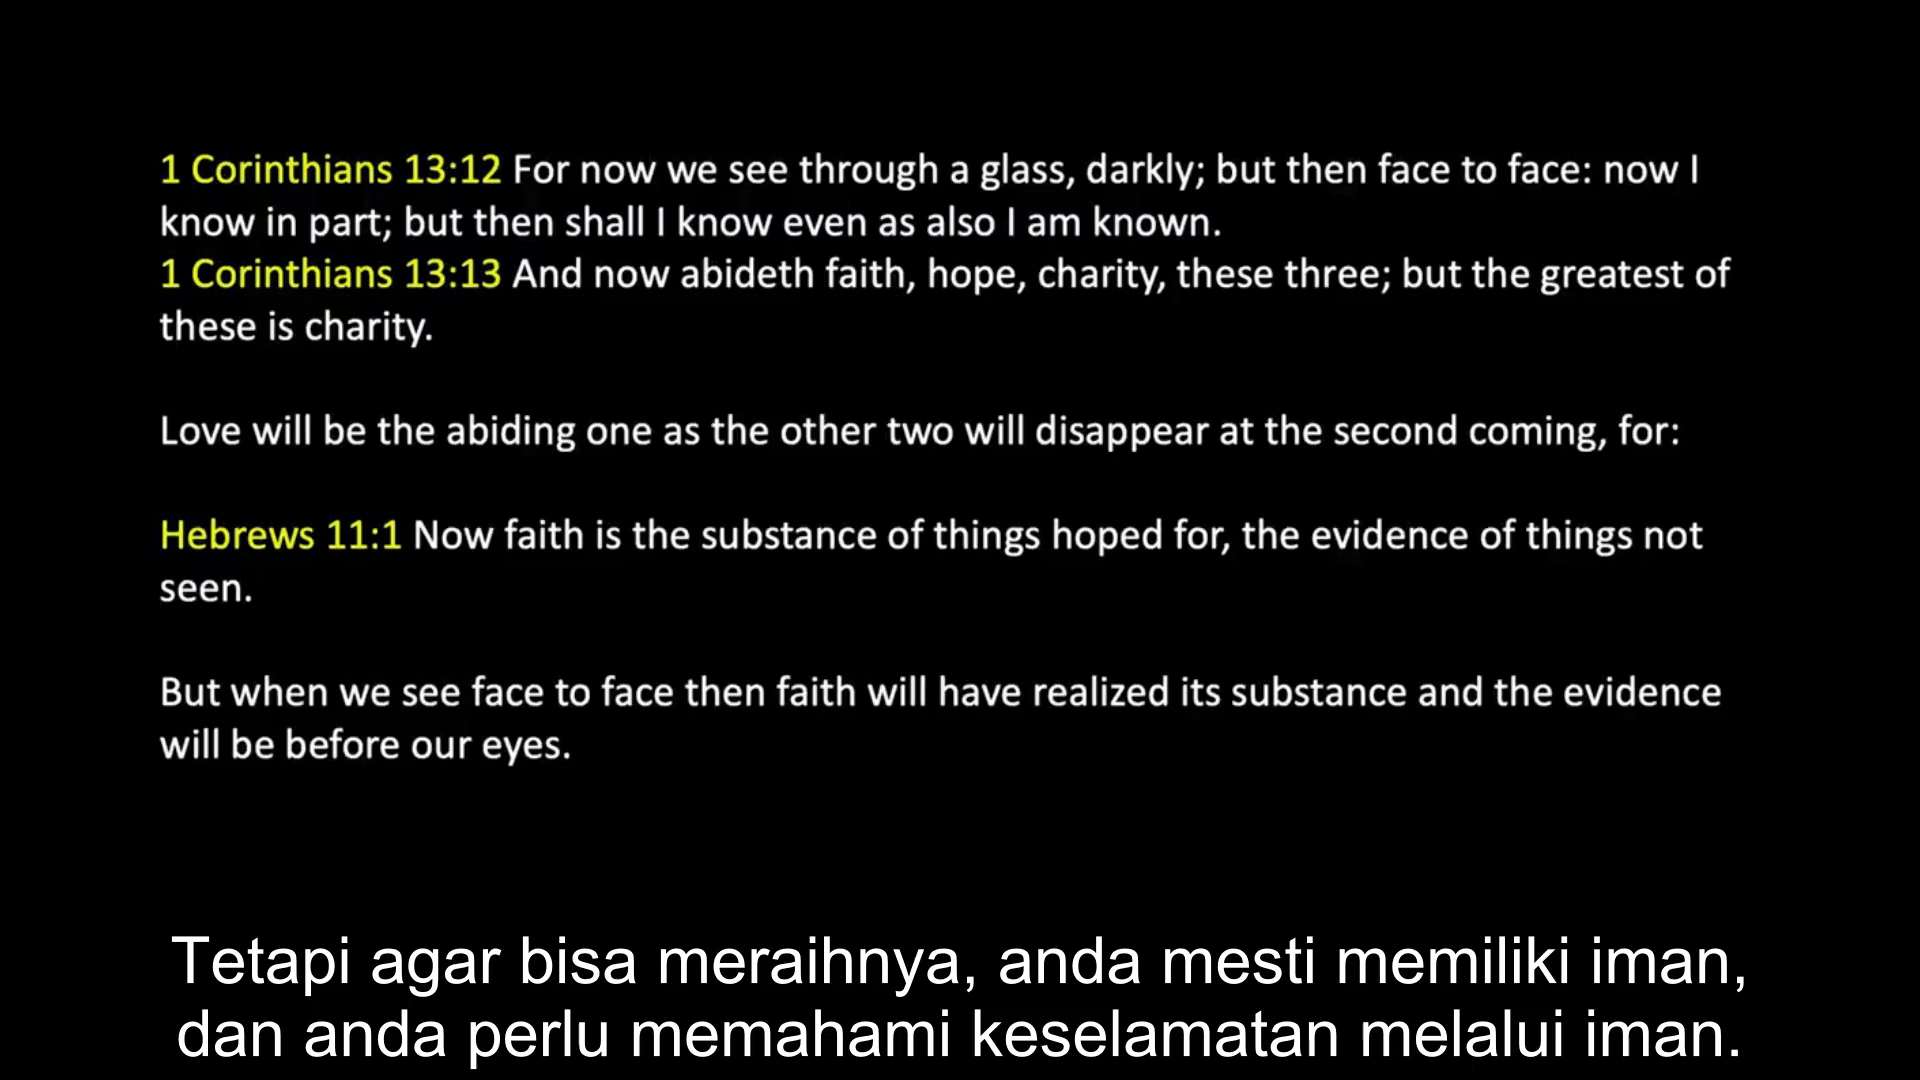 1 Corinthians 13:12 For now we see through a glass, darkly; but then face to face: now I
know in part; but then shall I know even as also I am known.
1 Corinthians 13:13 And now abideth faith, hope, charity, these three; but the greatest of
these is charity.
Love will be the abiding one as the other two will disappear at the second coming, for:
Hebrews 11:1 Now faith is the substance of things hoped for, the evidence of things not
seen.
But when we see face to face then faith will have realized its substance and the evidence
will be before our eyes.
Tetapi agar bisa meraihnya, anda mesti memiliki iman,
dan anda perlu memahami keselamatan melalui iman.